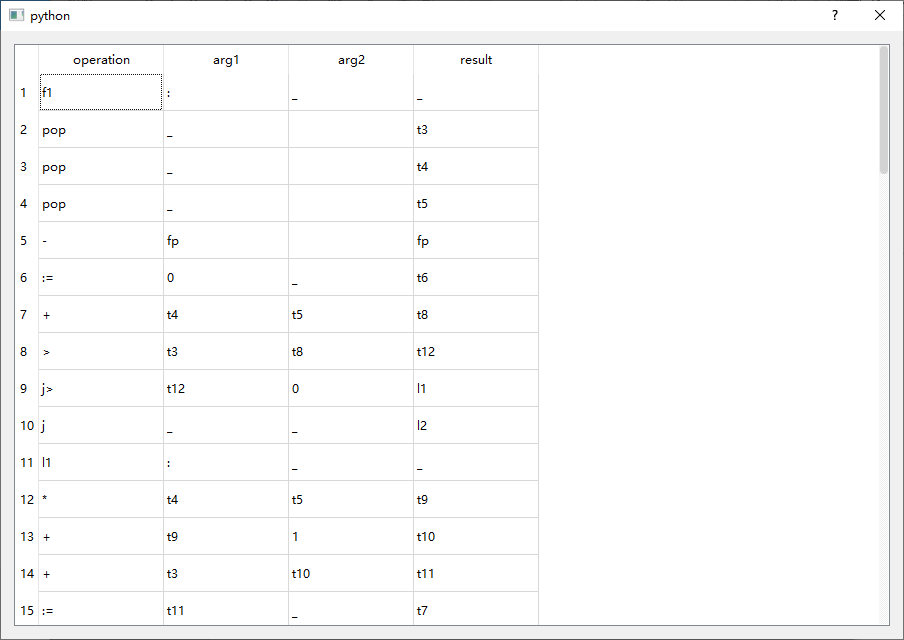 python
operation arg1 arg2 result
1 f1 : _ _
2 pop _ t3
3 pop _ t4
4 pop _ t5
5 - fp fp
6 := 0 _ t6
7 + t4 t5 t8
8 > t3 t8 t12
9 j> t12 0 l1
10 j _ _ l2
11 l1 : _ _
12 * t4 t5 t9
13 + t9 1 t10
14 + t3 t10 t11
15 := t11 _ t7